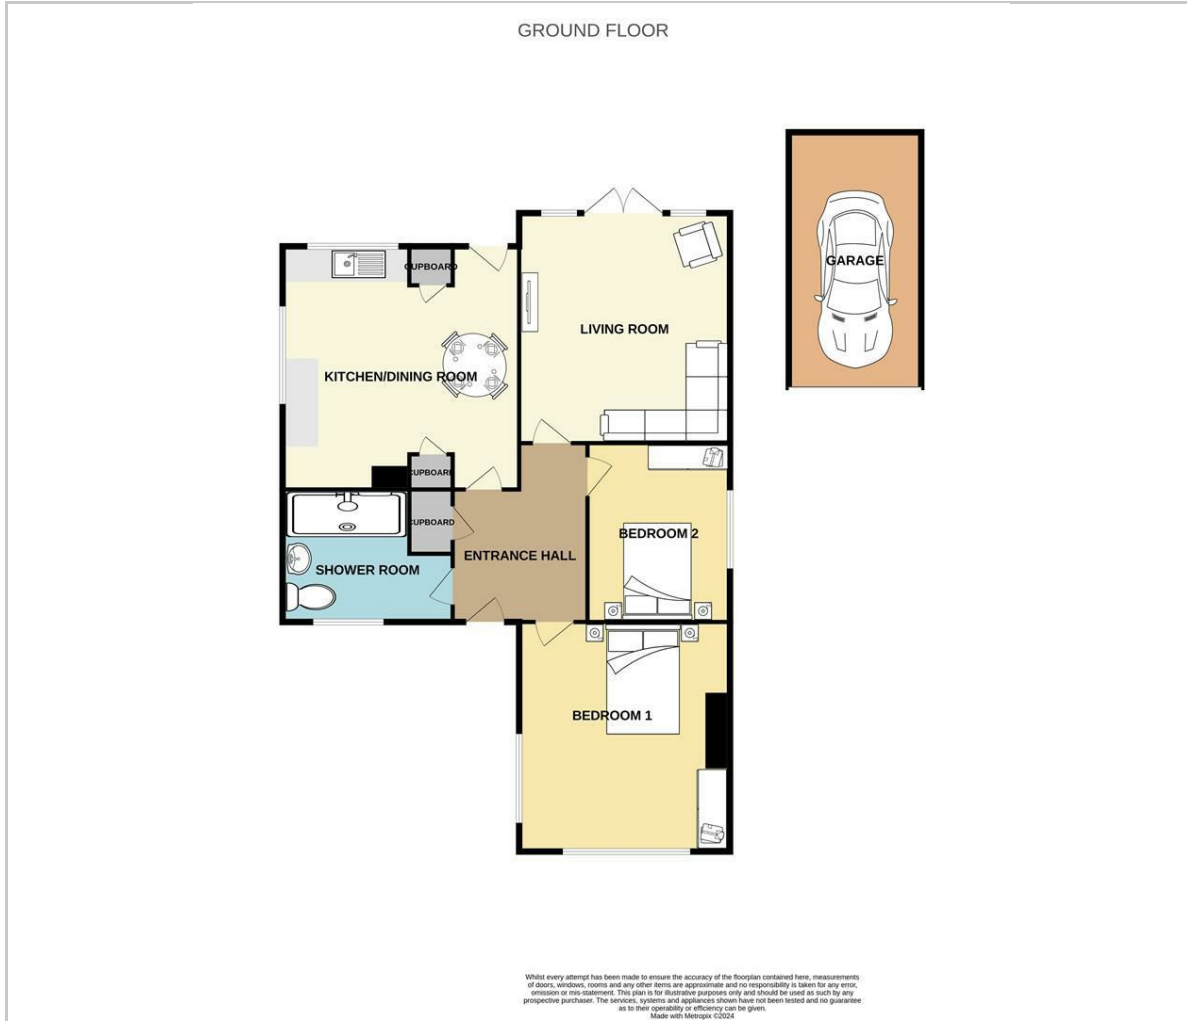 GROUND FLOOR
GARAGE
CUPBOARD
LIVING ROOM
KITCHEN/DINING ROOM
CUPBOARD
CUPBOARD
BEDROOM 2
ENTRANCE HALL
SHOWER ROOM
BEDROOM 1
Whilst every attempt has been made to ensure the accuracy of the floorplan contained here, measurements
of doors, windows, rooms and any other items are approximate and no responsibility is taken for any error,
omission or mis-statement. This plan is for illustrative purposes only and should be used as such by any
prospective purchaser. The services, systems and appliances shown have not been tested and no guarantee
as to their operability or efficiency can be given.
Made with Metropix ©2024